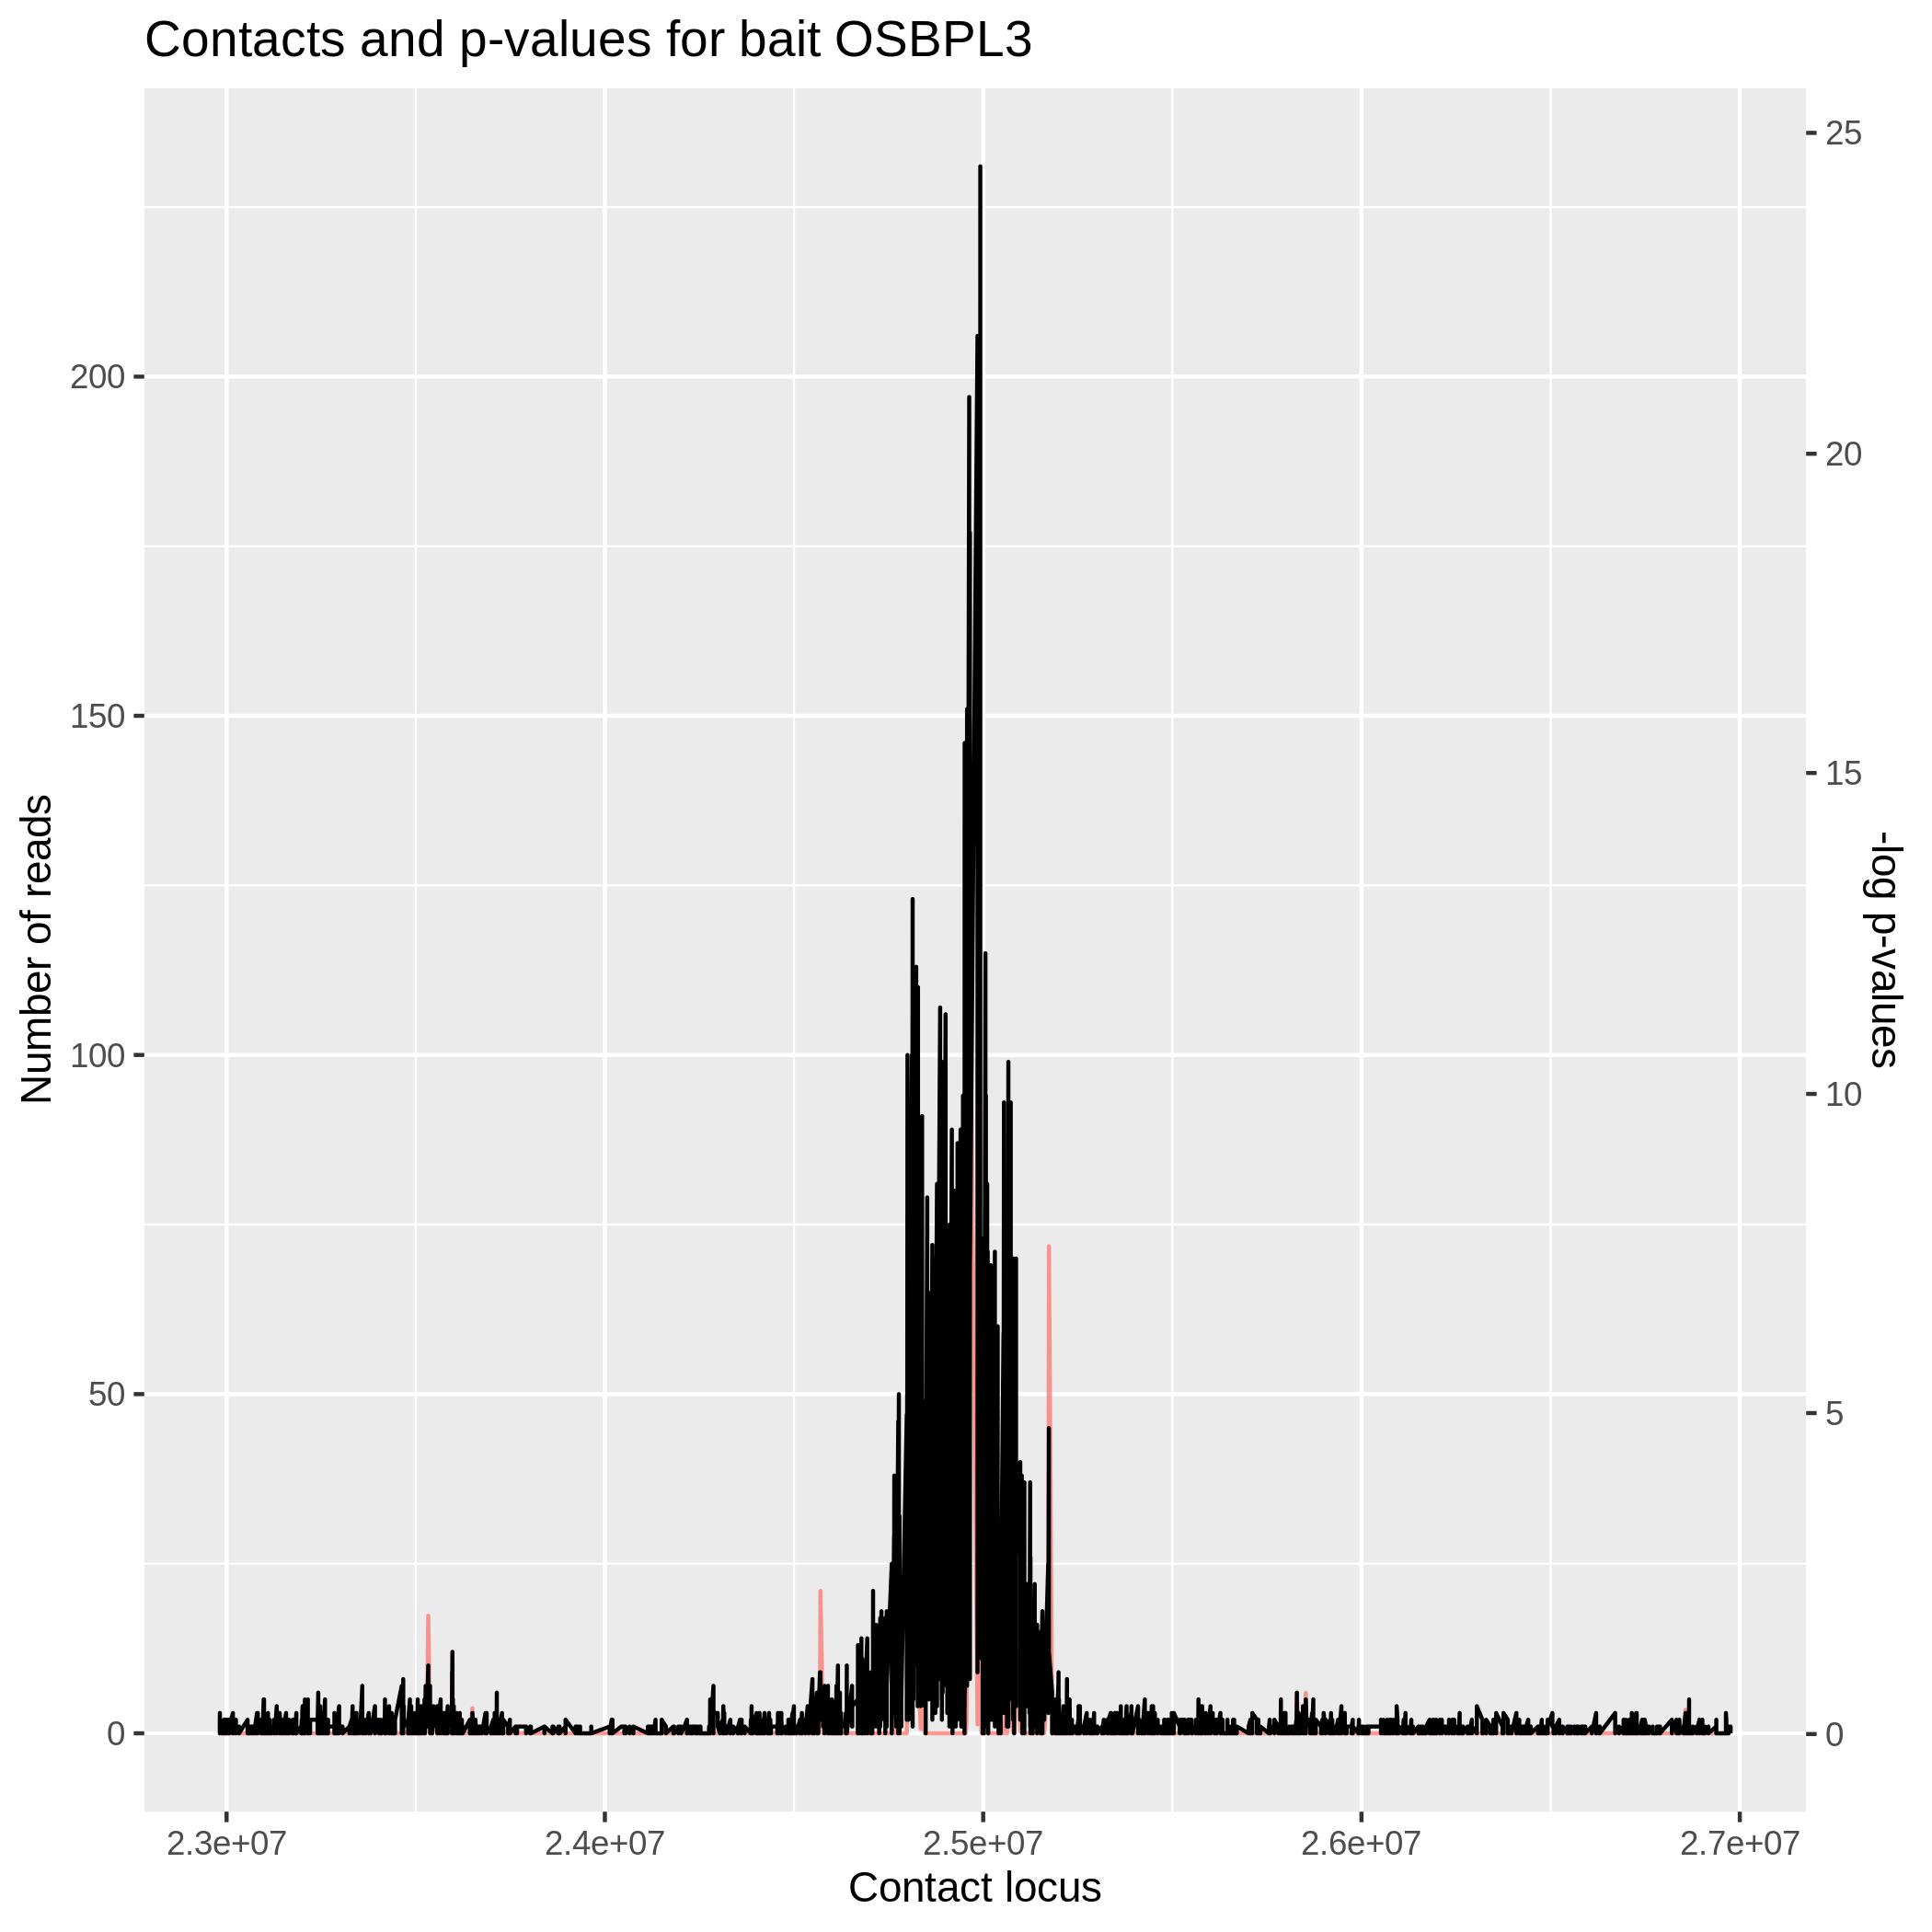 Contacts and p-values for bait OSBPL3
Number of reads
200
150
100
50
0
25
20
15
10
5
0
-log p-values
2.3e+07
2.4e+07
2.5e+07
2.6e+07
2.7e+07
Contact locus